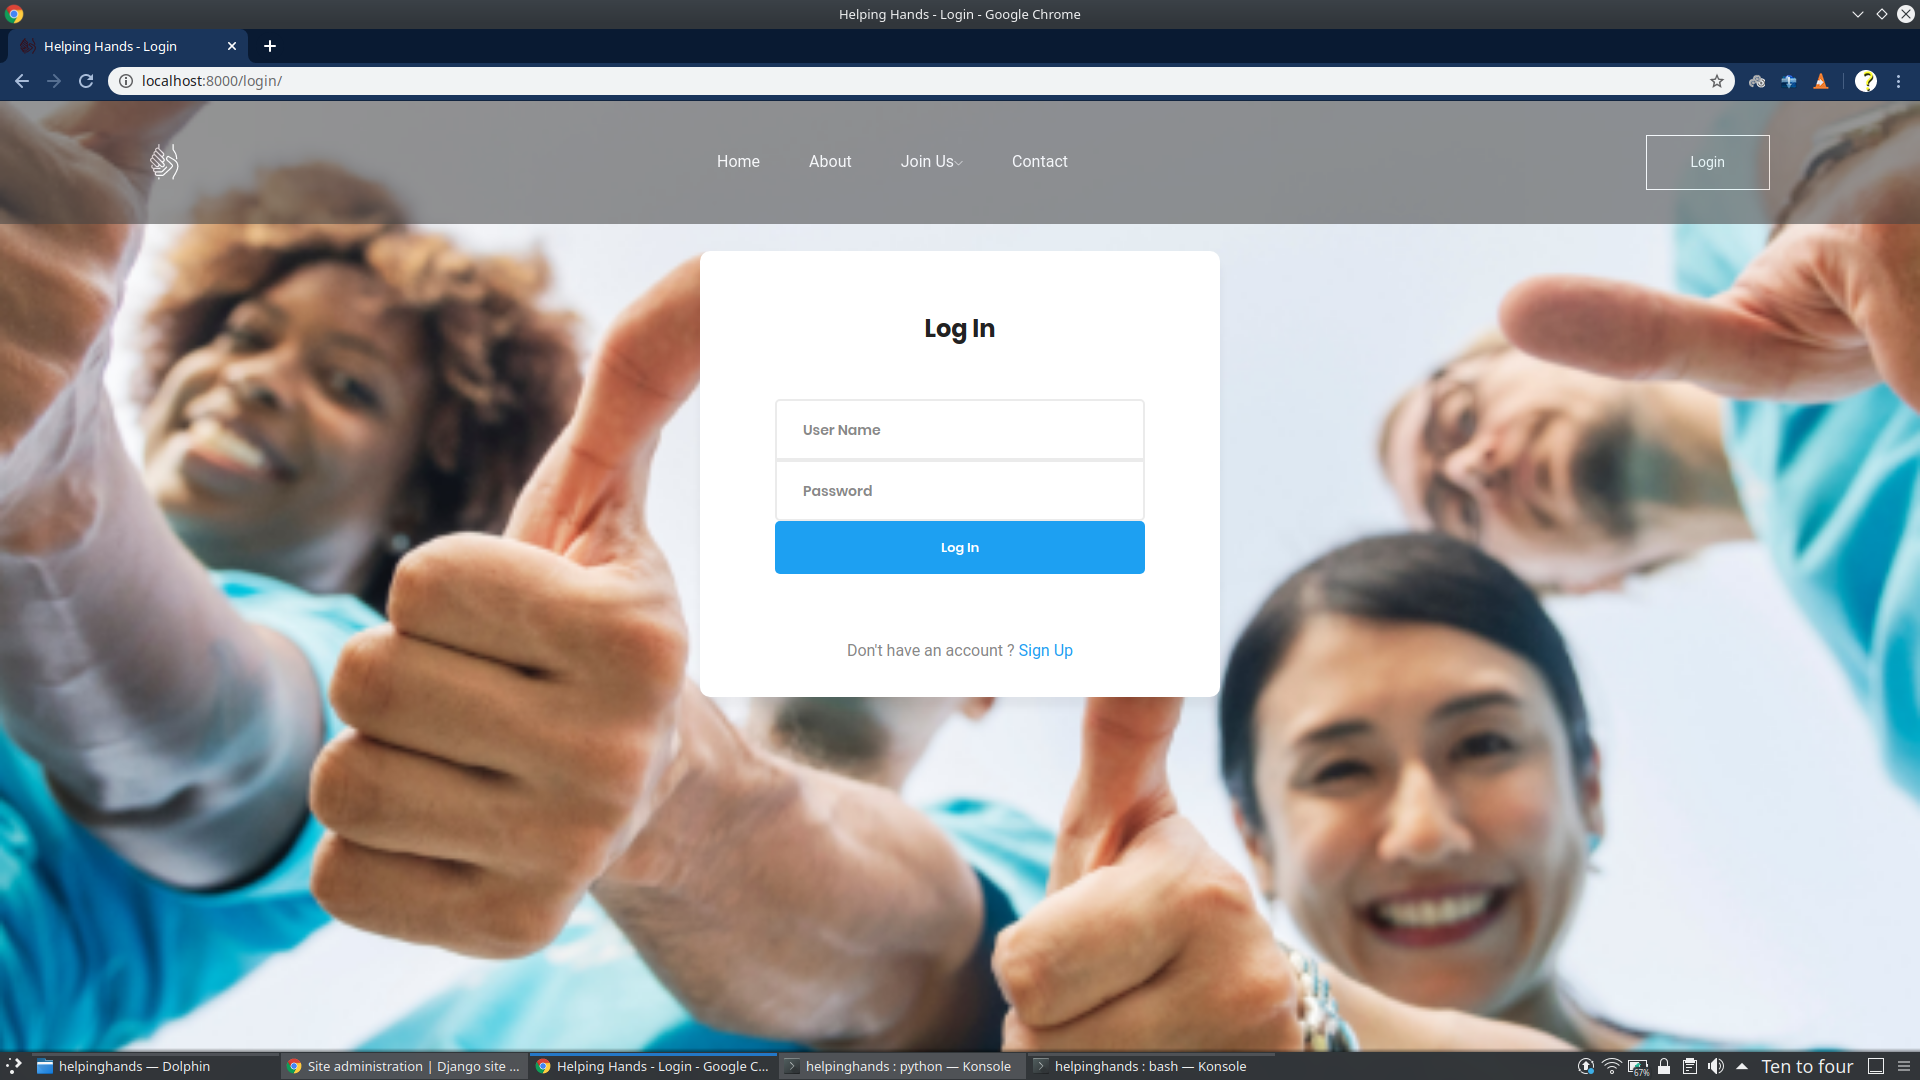 Helping Hands - Login - Google Chrome
Helping Hands - Login
localhost:8000/login/
Home About Join Us Contact Login
Log In
User Name
Password
Log In
Don't have an account ? Sign Up
helpinghands — Dolphin
Site administration | Django site ...
Helping Hands - Login - Google C...
helpinghands : python — Konsole
helpinghands : bash — Konsole
67%
Ten to four